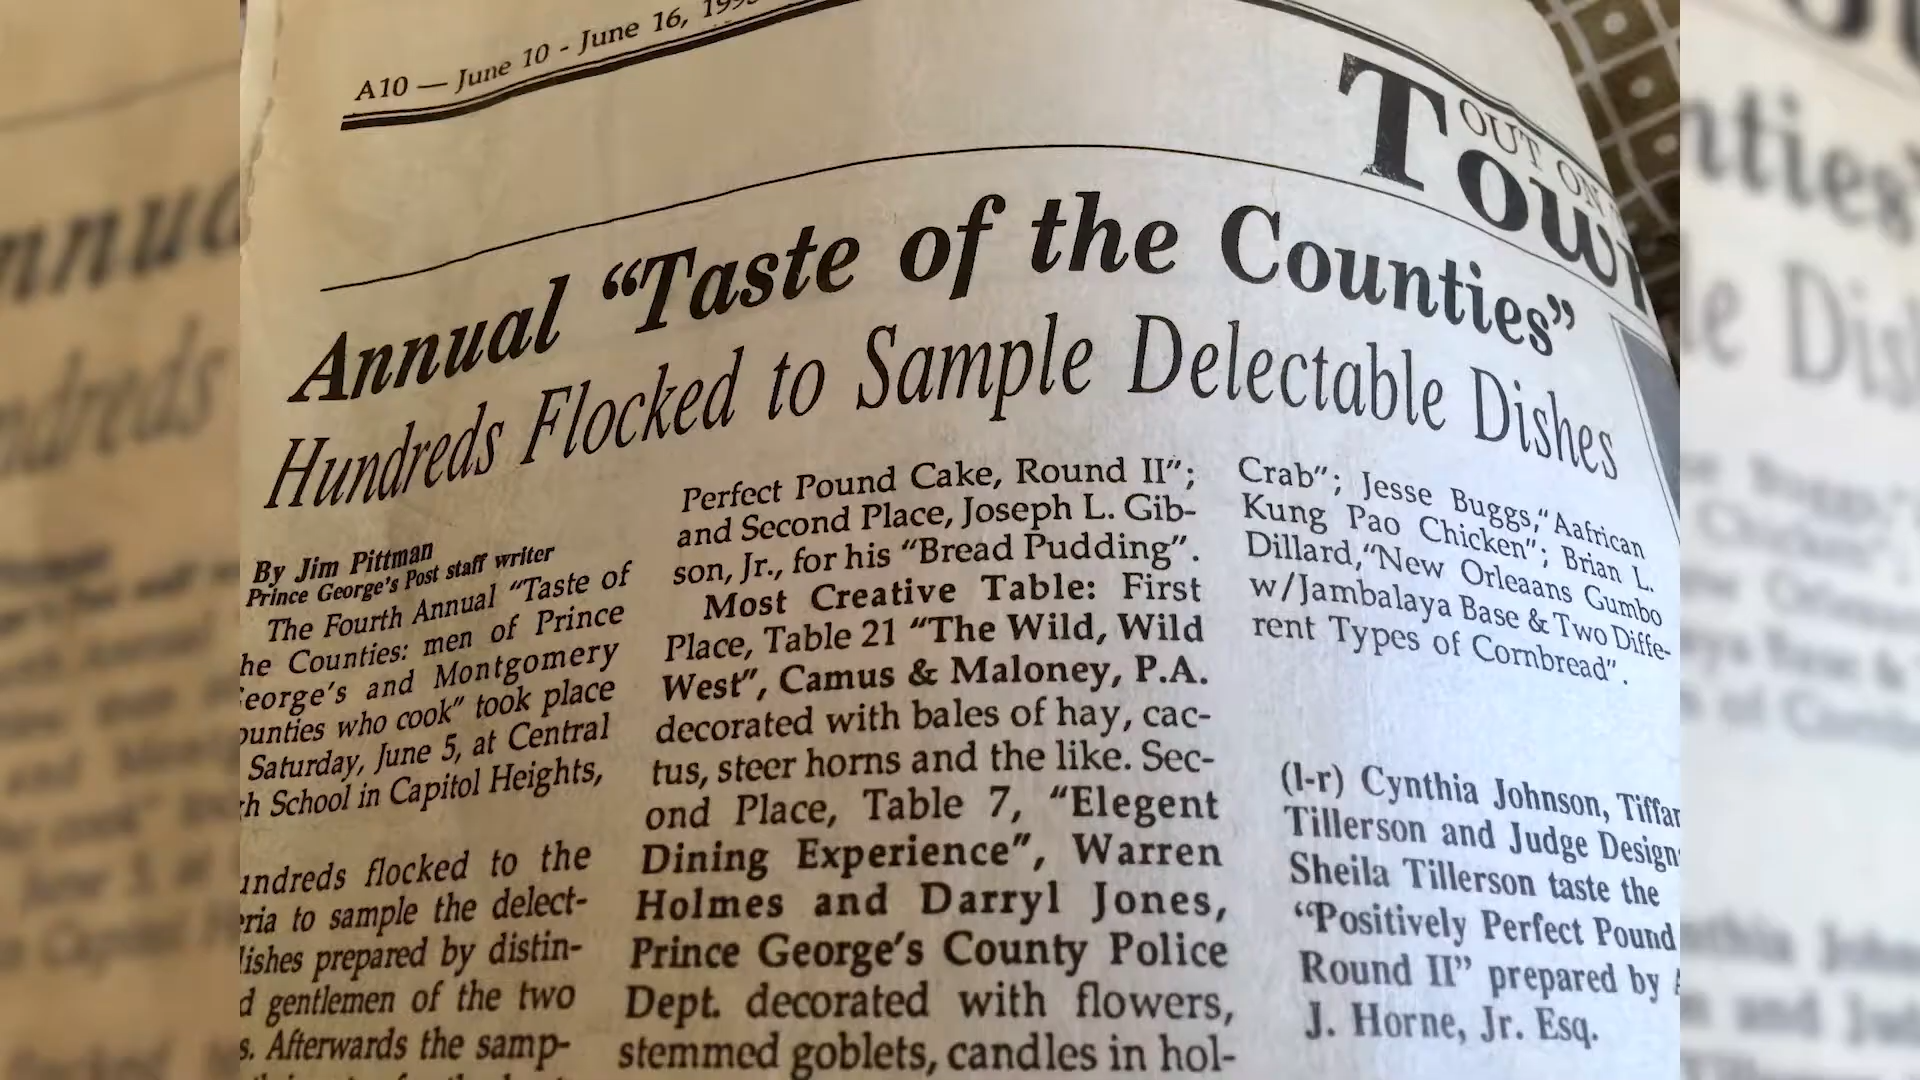 A10 — June 10 - June 16,
OUT ON
Town
Annual “Taste of the Counties”
Hundreds Flocked to Sample Delectable Dishes
By Jim Pittman
Prince George's Post staff writer
The Fourth Annual “Taste of
he Counties: men of Prince
eorge's and Montgomery
ounties who cook” took place
Saturday, June 5, at Central
h School in Capitol Heights,
undreds flocked to the
ria to sample the delect-
lishes prepared by distin-
d gentlemen of the two
s. Afterwards the samp-
Perfect Pound Cake, Round II”;
and Second Place, Joseph L. Gib-
son, Jr., for his “Bread Pudding”.
Most Creative Table: First
Place, Table 21 “The Wild, Wild
West”, Camus & Maloney, P.A.
decorated with bales of hay, cac-
tus, steer horns and the like. Sec-
ond Place, Table 7, “Elegent
Dining Experience”, Warren
Holmes and Darryl Jones,
Prince George's County Police
Dept. decorated with flowers,
stemmed goblets, candles in hol-
Crab”; Jesse Buggs,“Aafrican
Kung Pao Chicken”; Brian L.
Dillard,“New Orleaans Gumbo
w/Jambalaya Base & Two Diffe-
rent Types of Cornbread”.
(l-r) Cynthia Johnson, Tiffan
Tillerson and Judge Design
Sheila Tillerson taste the
“Positively Perfect Pound
Round II” prepared by
J. Horne, Jr. Esq.